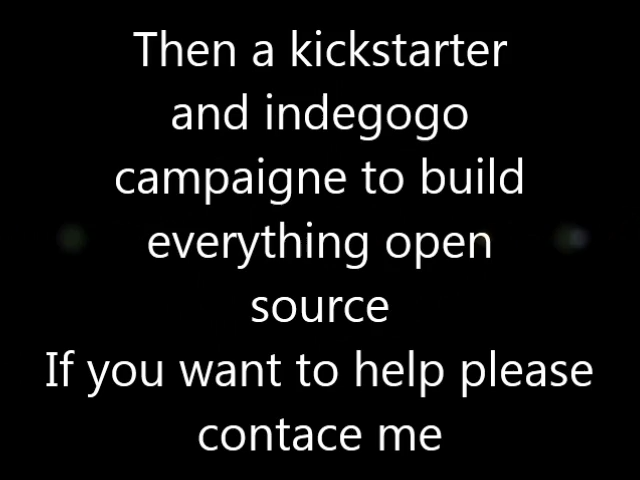 Then a kickstarter
and indegogo
campaigne to build
everything open
source
If you want to help please
contace me